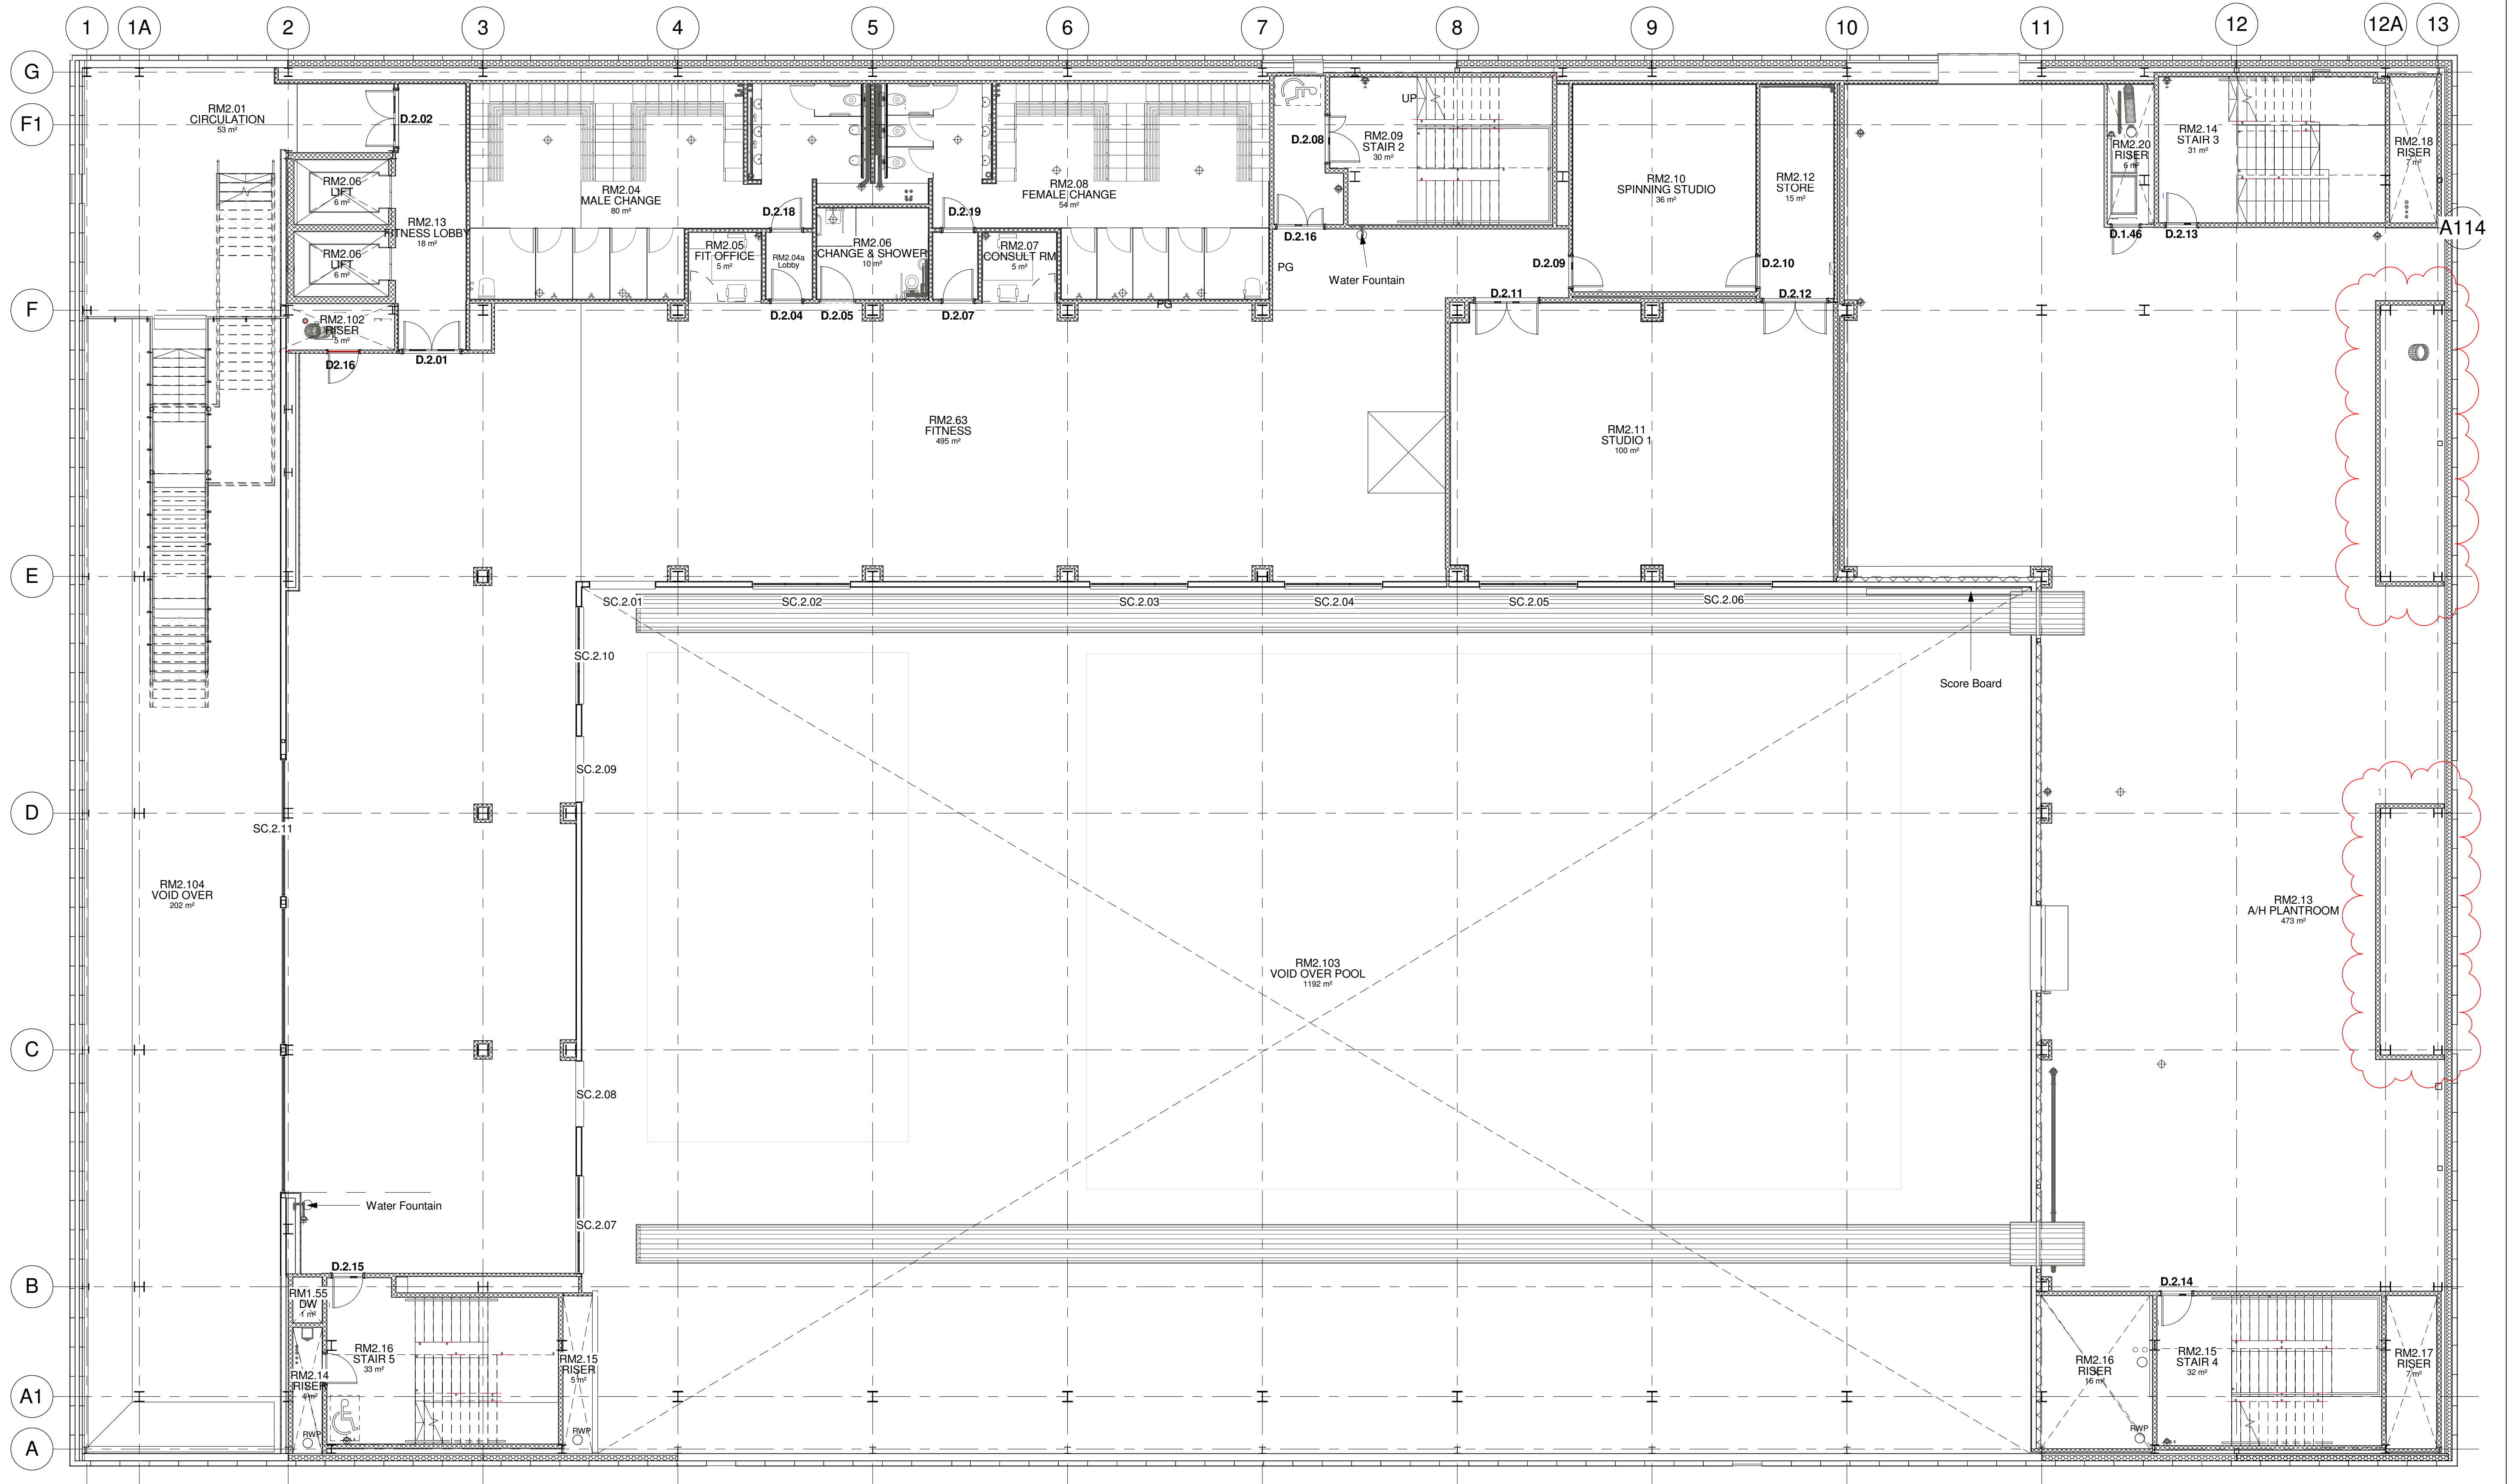 1
1A
2
3
4
5
6
7
8
9
10
11
12
12A
13
G
F1
F
E
D
C
B
A1
A
RM2.01
CIRCULATION
53 m²
D.2.02
RM2.06
LIFT
6 m²
RM2.06
LIFT
6 m²
RM2.13
FITNESS LOBBY
18 m²
RM2.102
RISER
5 m²
D2.16
D.2.01
RM2.04
MALE CHANGE
80 m²
RM2.05
FIT OFFICE
5 m²
D.2.18
RM2.04a
Lobby
D.2.04
RM2.06
CHANGE & SHOWER
10 m²
D.2.05
D.2.19
D.2.07
RM2.07
CONSULT RM
5 m²
RM2.08
FEMALE CHANGE
54 m²
PG
PG
D.2.08
D.2.16
UP
RM2.09
STAIR 2
30 m²
Water Fountain
RM2.10
SPINNING STUDIO
36 m²
D.2.09
D.2.10
RM2.12
STORE
15 m²
D.2.11
D.2.12
RM2.20
RISER
6 m²
D.1.46
RM2.14
STAIR 3
31 m²
D.2.13
RM2.18
RISER
7 m²
A114
RM2.63
FITNESS
495 m²
RM2.11
STUDIO 1
100 m²
SC.2.01
SC.2.02
SC.2.03
SC.2.04
SC.2.05
SC.2.06
SC.2.10
Score Board
SC.2.09
SC.2.11
RM2.104
VOID OVER
202 m²
RM2.103
VOID OVER POOL
1192 m²
RM2.13
A/H PLANTROOM
473 m²
SC.2.08
Water Fountain
SC.2.07
D.2.15
RM1.55
DW
1 m²
RM2.16
STAIR 5
33 m²
RM2.14
RISER
4 m²
RWP
RM2.15
RISER
5 m²
RWP
D.2.14
RM2.16
RISER
16 m²
RWP
RM2.15
STAIR 4
32 m²
RM2.17
RISER
7 m²